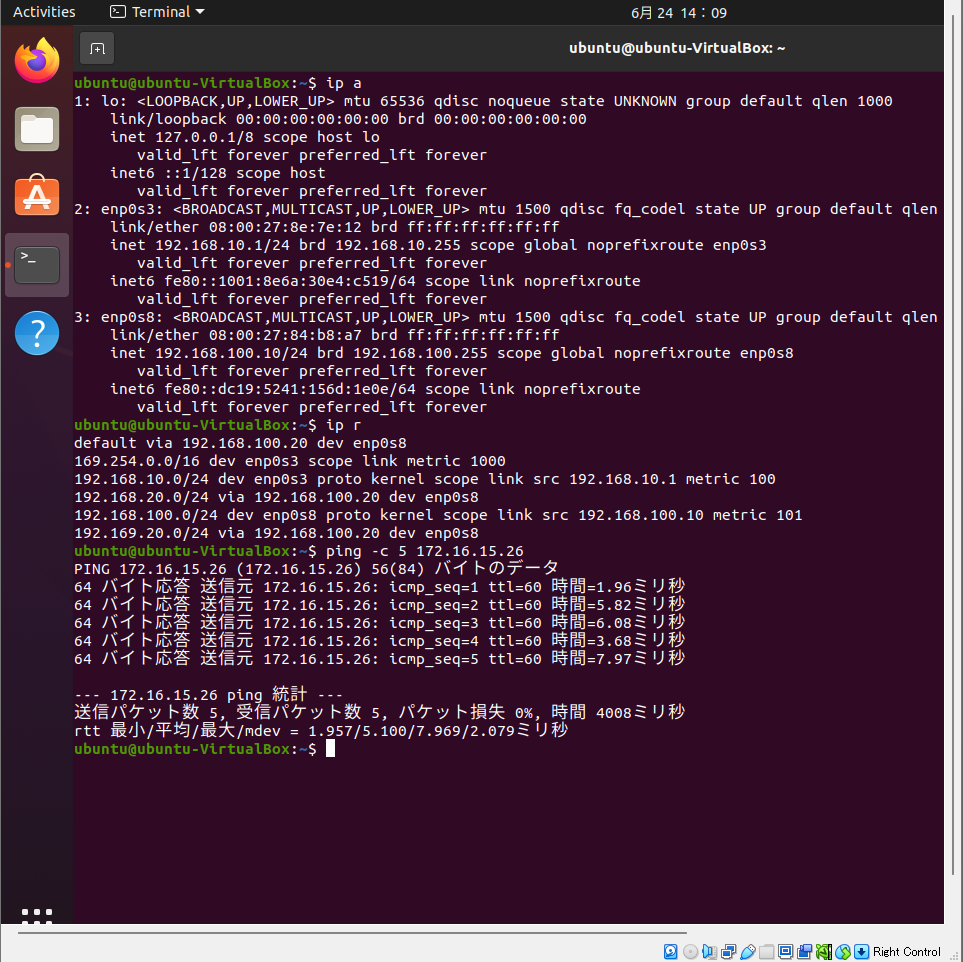 Activities
Terminal
6月 24 14：09
ubuntu@ubuntu-VirtualBox: ~
ubuntu@ubuntu-VirtualBox:~$ ip a
1: lo: <LOOPBACK,UP,LOWER_UP> mtu 65536 qdisc noqueue state UNKNOWN group default qlen 1000
    link/loopback 00:00:00:00:00:00 brd 00:00:00:00:00:00
    inet 127.0.0.1/8 scope host lo
       valid_lft forever preferred_lft forever
    inet6 ::1/128 scope host
       valid_lft forever preferred_lft forever
2: enp0s3: <BROADCAST,MULTICAST,UP,LOWER_UP> mtu 1500 qdisc fq_codel state UP group default qlen
    link/ether 08:00:27:8e:7e:12 brd ff:ff:ff:ff:ff:ff
    inet 192.168.10.1/24 brd 192.168.10.255 scope global noprefixroute enp0s3
       valid_lft forever preferred_lft forever
    inet6 fe80::1001:8e6a:30e4:c519/64 scope link noprefixroute
       valid_lft forever preferred_lft forever
3: enp0s8: <BROADCAST,MULTICAST,UP,LOWER_UP> mtu 1500 qdisc fq_codel state UP group default qlen
    link/ether 08:00:27:84:b8:a7 brd ff:ff:ff:ff:ff:ff
    inet 192.168.100.10/24 brd 192.168.100.255 scope global noprefixroute enp0s8
       valid_lft forever preferred_lft forever
    inet6 fe80::dc19:5241:156d:1e0e/64 scope link noprefixroute
       valid_lft forever preferred_lft forever
ubuntu@ubuntu-VirtualBox:~$ ip r
default via 192.168.100.20 dev enp0s8
169.254.0.0/16 dev enp0s3 scope link metric 1000
192.168.10.0/24 dev enp0s3 proto kernel scope link src 192.168.10.1 metric 100
192.168.20.0/24 via 192.168.100.20 dev enp0s8
192.168.100.0/24 dev enp0s8 proto kernel scope link src 192.168.100.10 metric 101
192.169.20.0/24 via 192.168.100.20 dev enp0s8
ubuntu@ubuntu-VirtualBox:~$ ping -c 5 172.16.15.26
PING 172.16.15.26 (172.16.15.26) 56(84) バイトのデータ
64 バイト応答 送信元 172.16.15.26: icmp_seq=1 ttl=60 時間=1.96ミリ秒
64 バイト応答 送信元 172.16.15.26: icmp_seq=2 ttl=60 時間=5.82ミリ秒
64 バイト応答 送信元 172.16.15.26: icmp_seq=3 ttl=60 時間=6.08ミリ秒
64 バイト応答 送信元 172.16.15.26: icmp_seq=4 ttl=60 時間=3.68ミリ秒
64 バイト応答 送信元 172.16.15.26: icmp_seq=5 ttl=60 時間=7.97ミリ秒
--- 172.16.15.26 ping 統計 ---
送信パケット数 5, 受信パケット数 5, パケット損失 0%, 時間 4008ミリ秒
rtt 最小/平均/最大/mdev = 1.957/5.100/7.969/2.079ミリ秒
ubuntu@ubuntu-VirtualBox:~$
Right Control